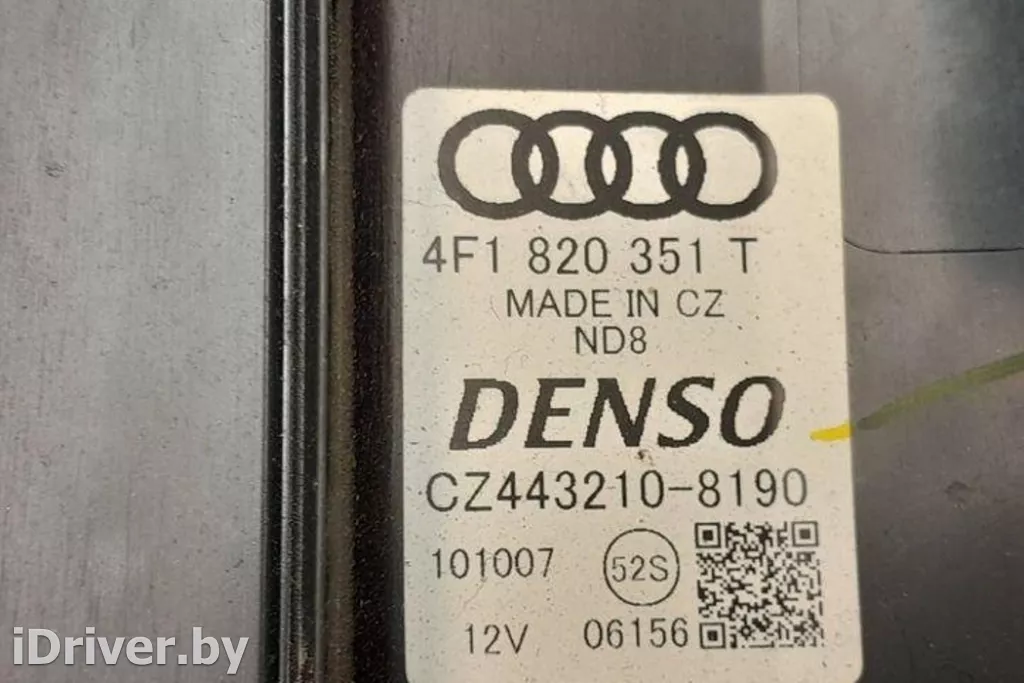 4F1 820 351 T
MADE IN CZ
ND8
DENSO
CZ443210-8190
101007 52S
12V 06156
iDriver.by